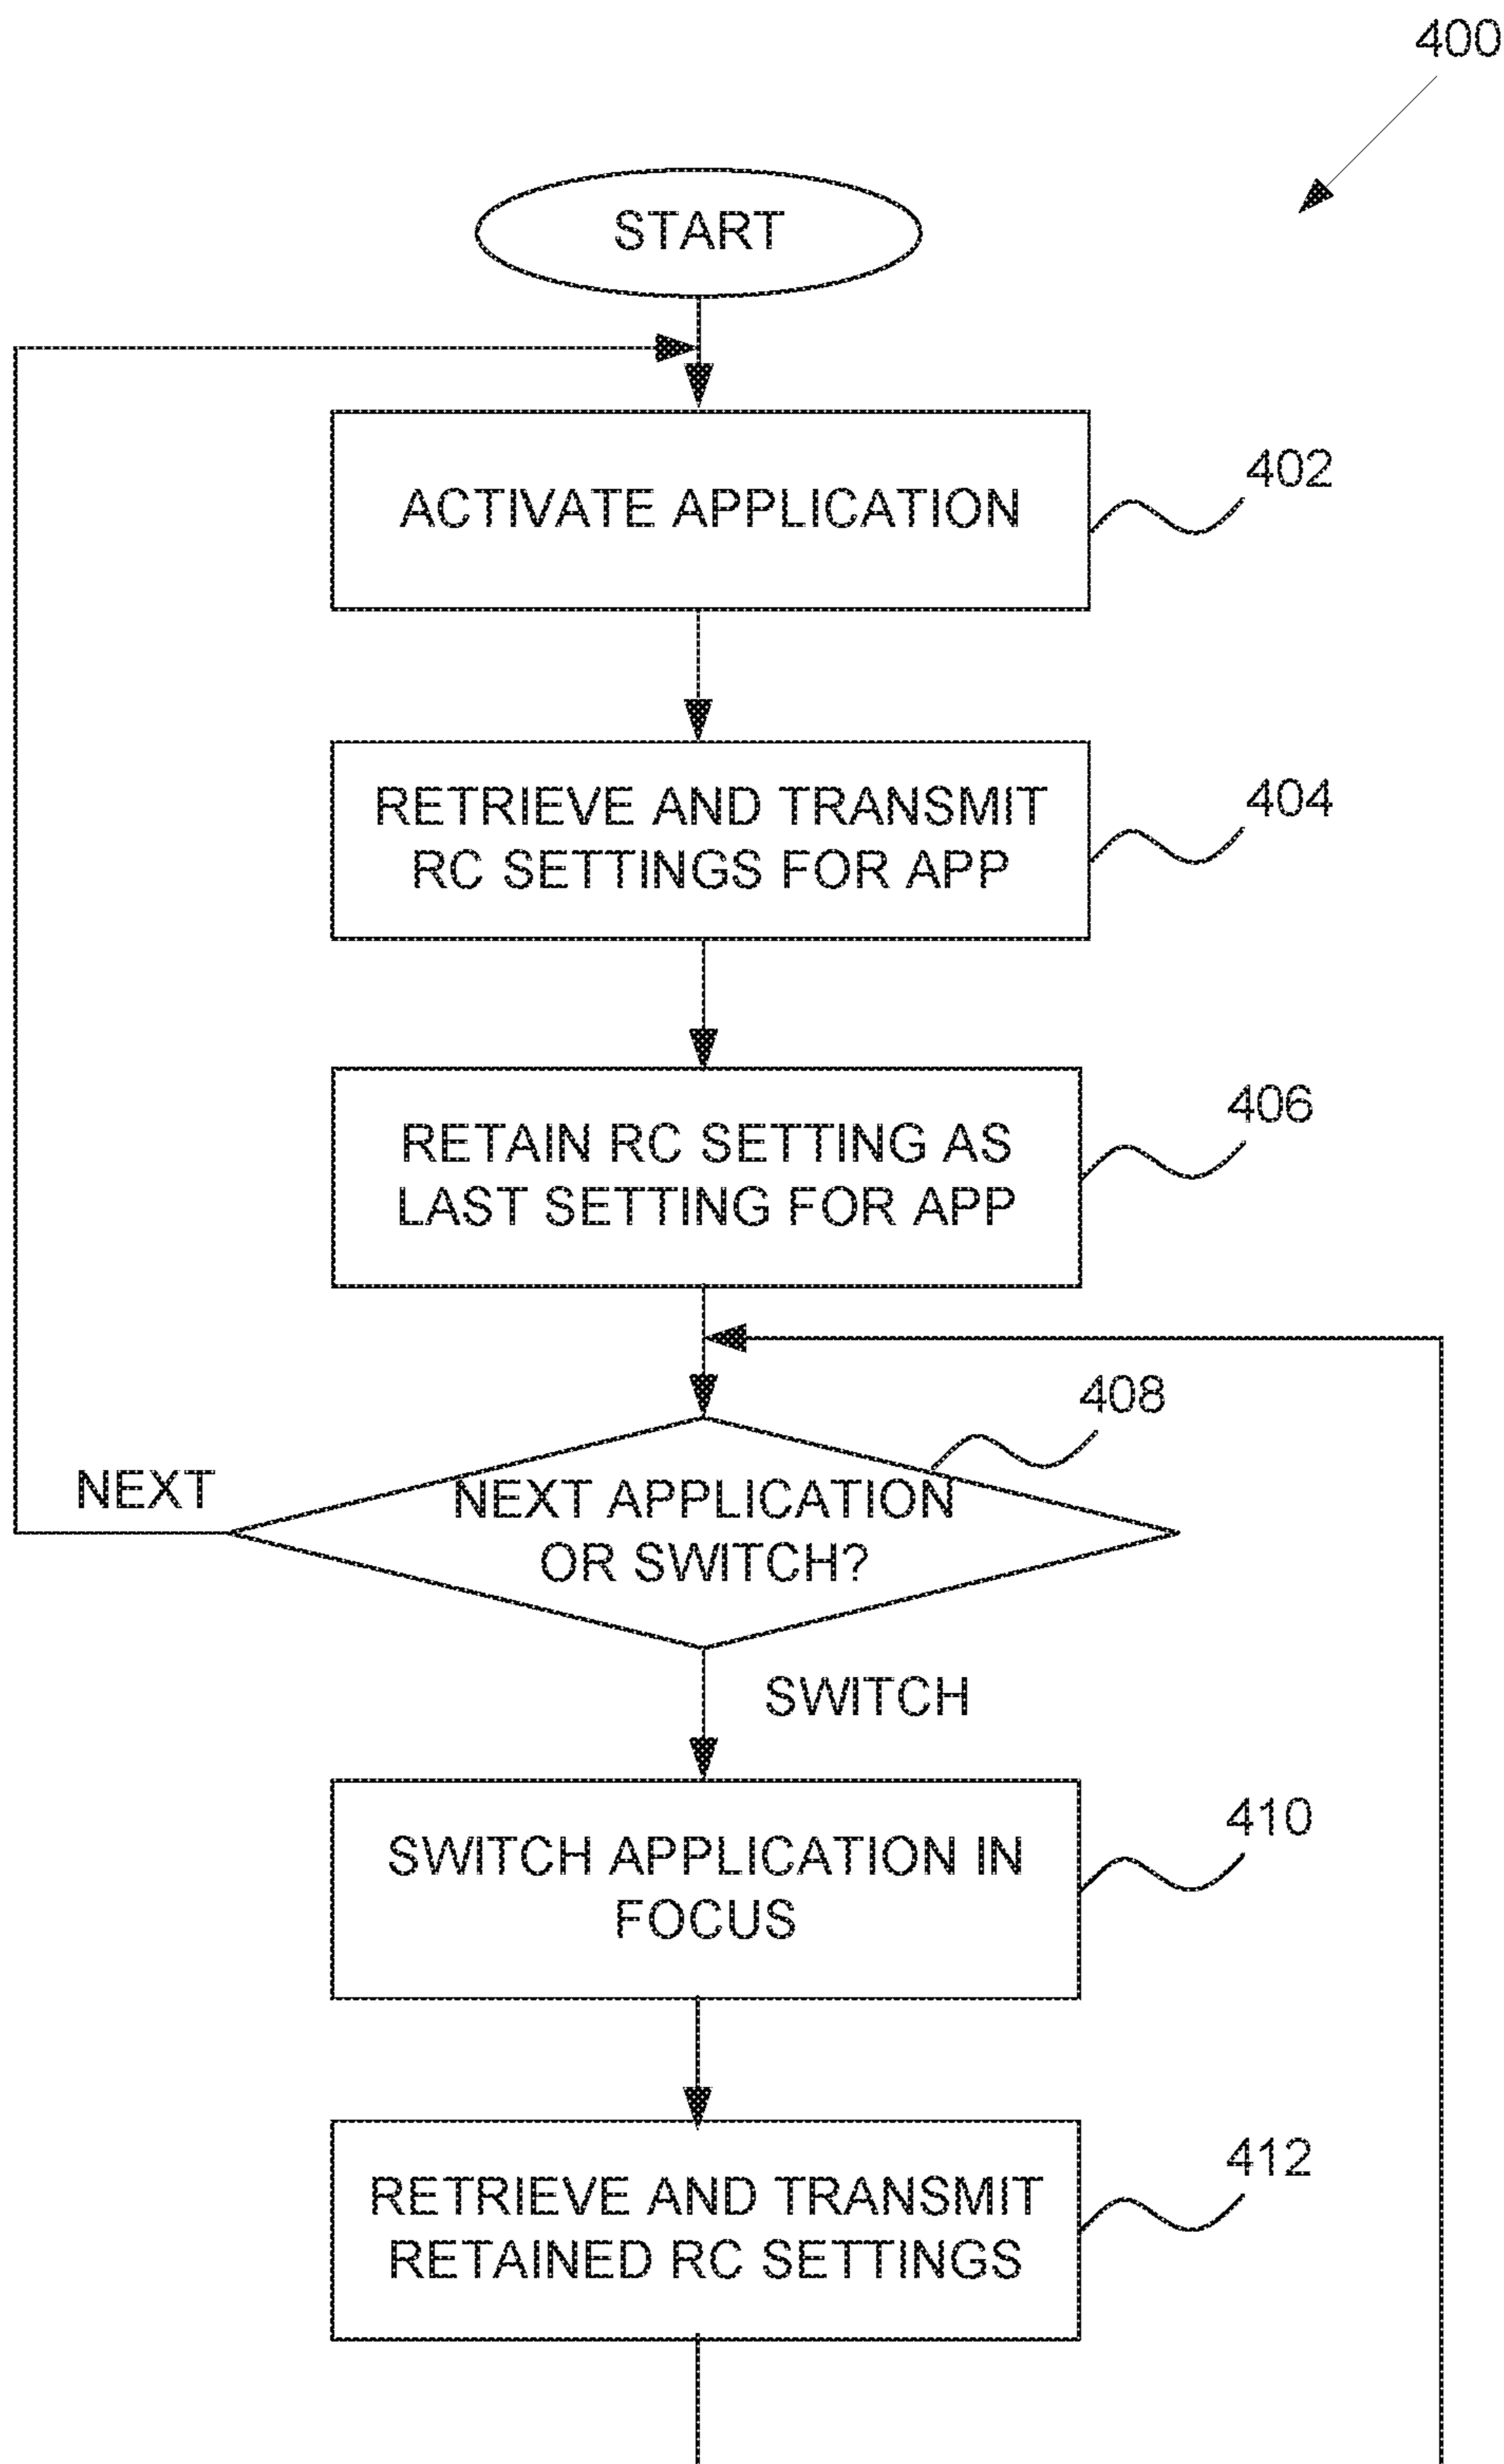 400
START
ACTIVATE APPLICATION
402
RETRIEVE AND TRANSMIT
RC SETTINGS FOR APP
404
RETAIN RC SETTING AS
LAST SETTING FOR APP
406
408
NEXT
NEXT APPLICATION
OR SWITCH?
SWITCH
SWITCH APPLICATION IN
FOCUS
410
RETRIEVE AND TRANSMIT
RETAINED RC SETTINGS
412